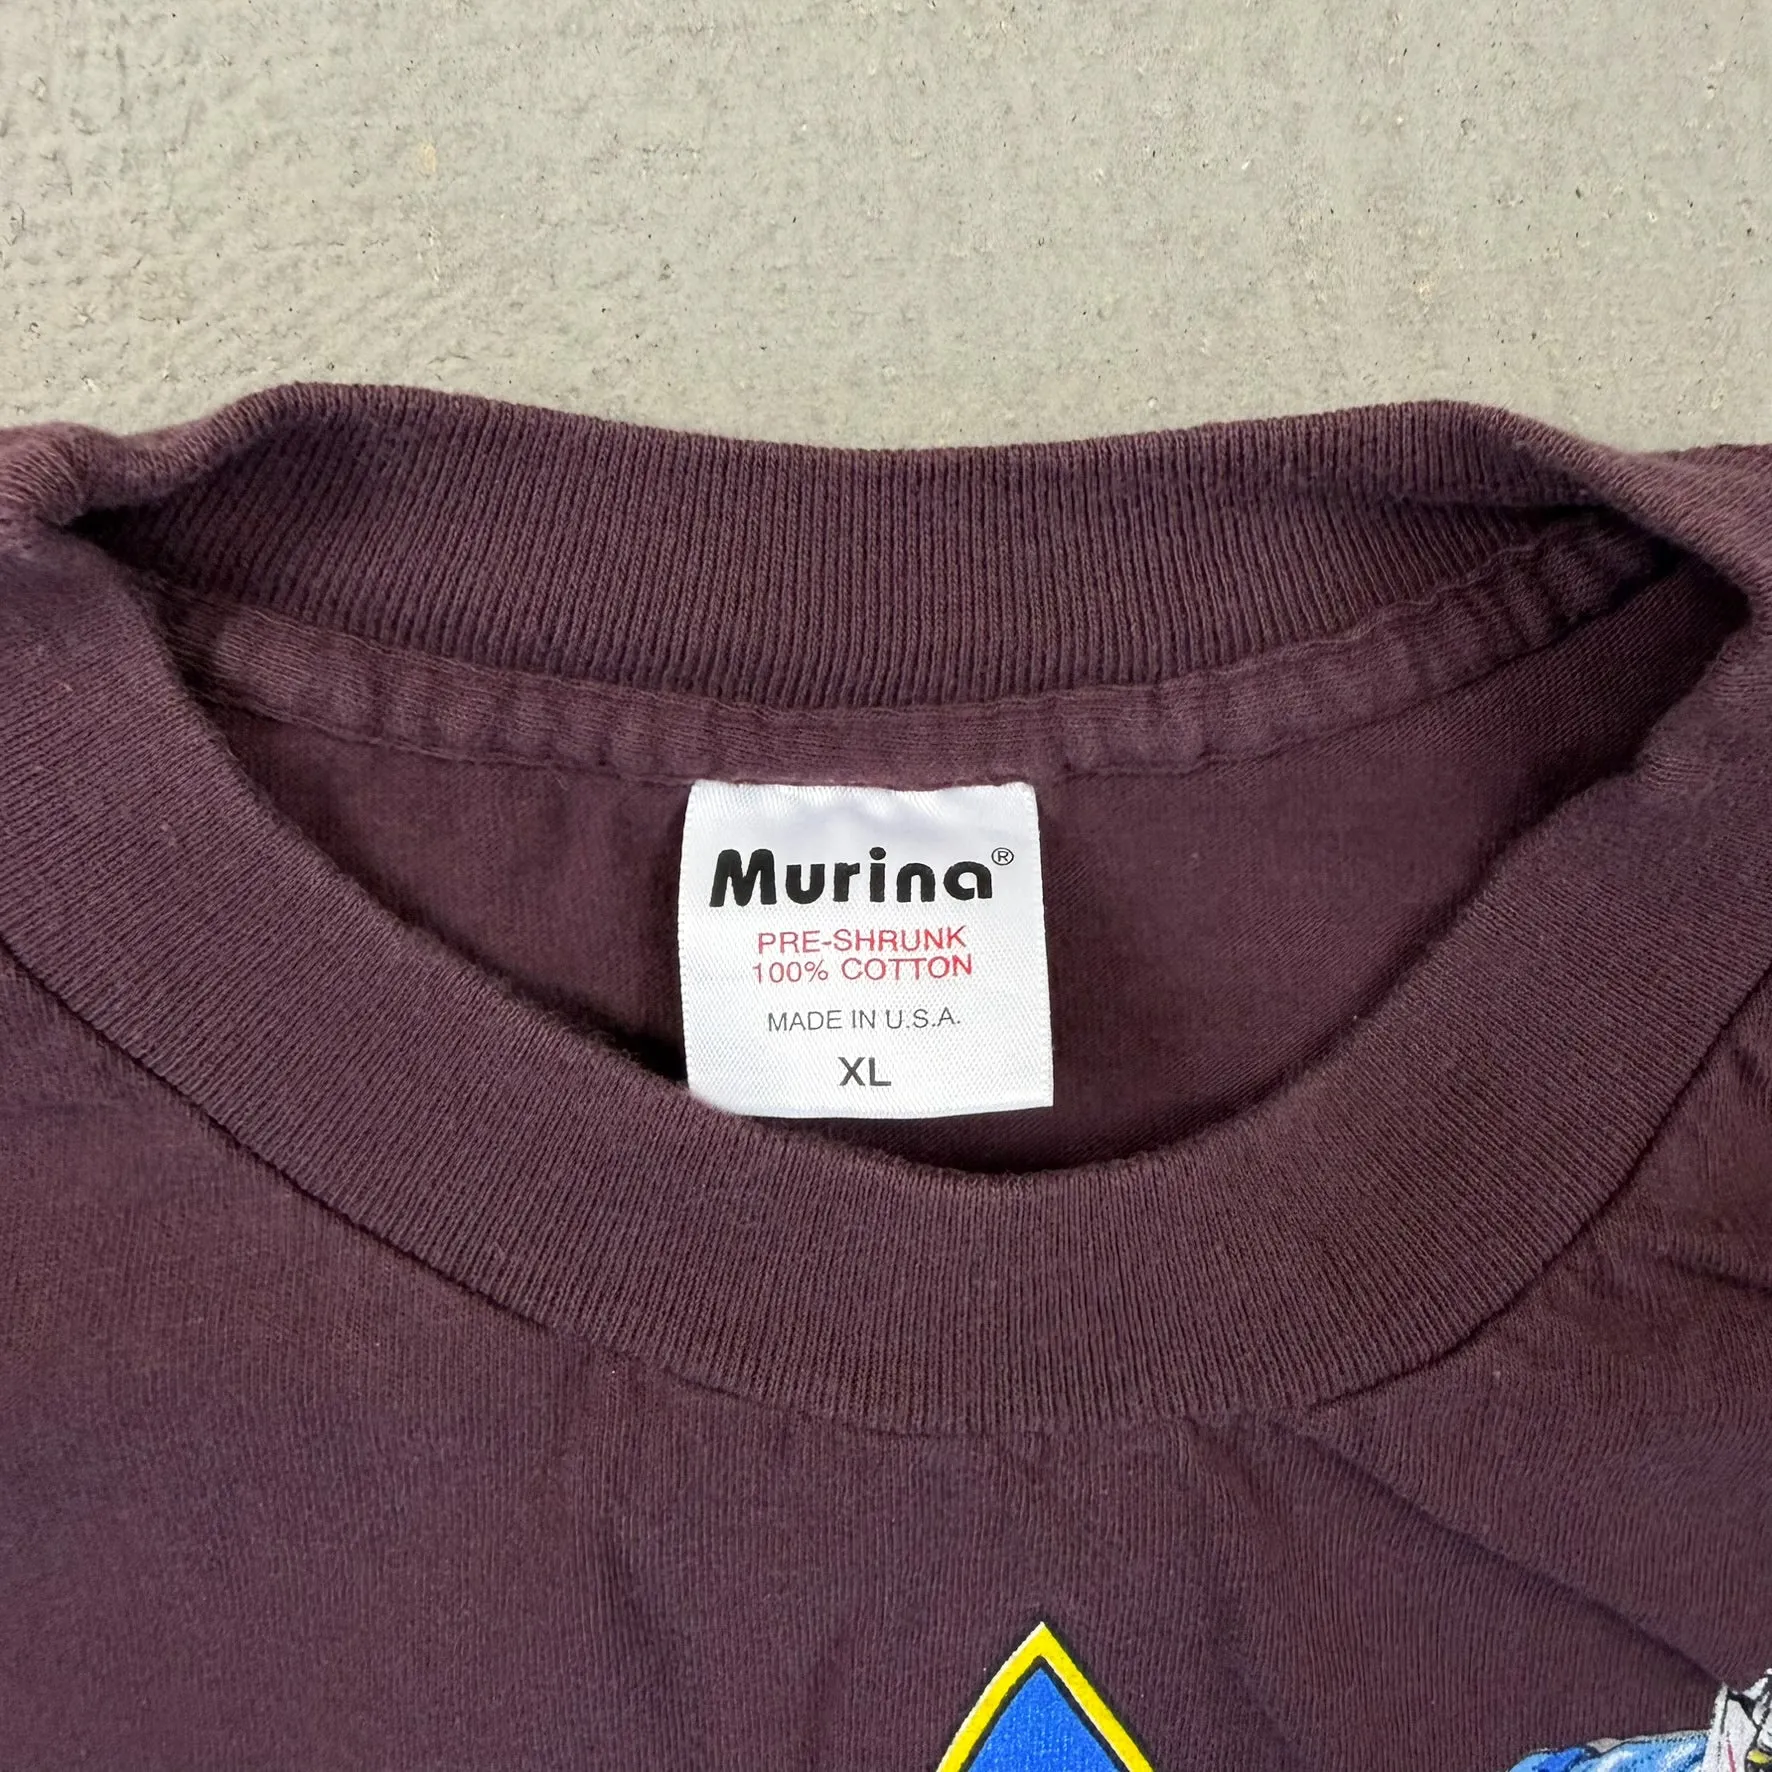 Murina®
PRE-SHRUNK
100% COTTON
MADE IN U.S.A.
XL